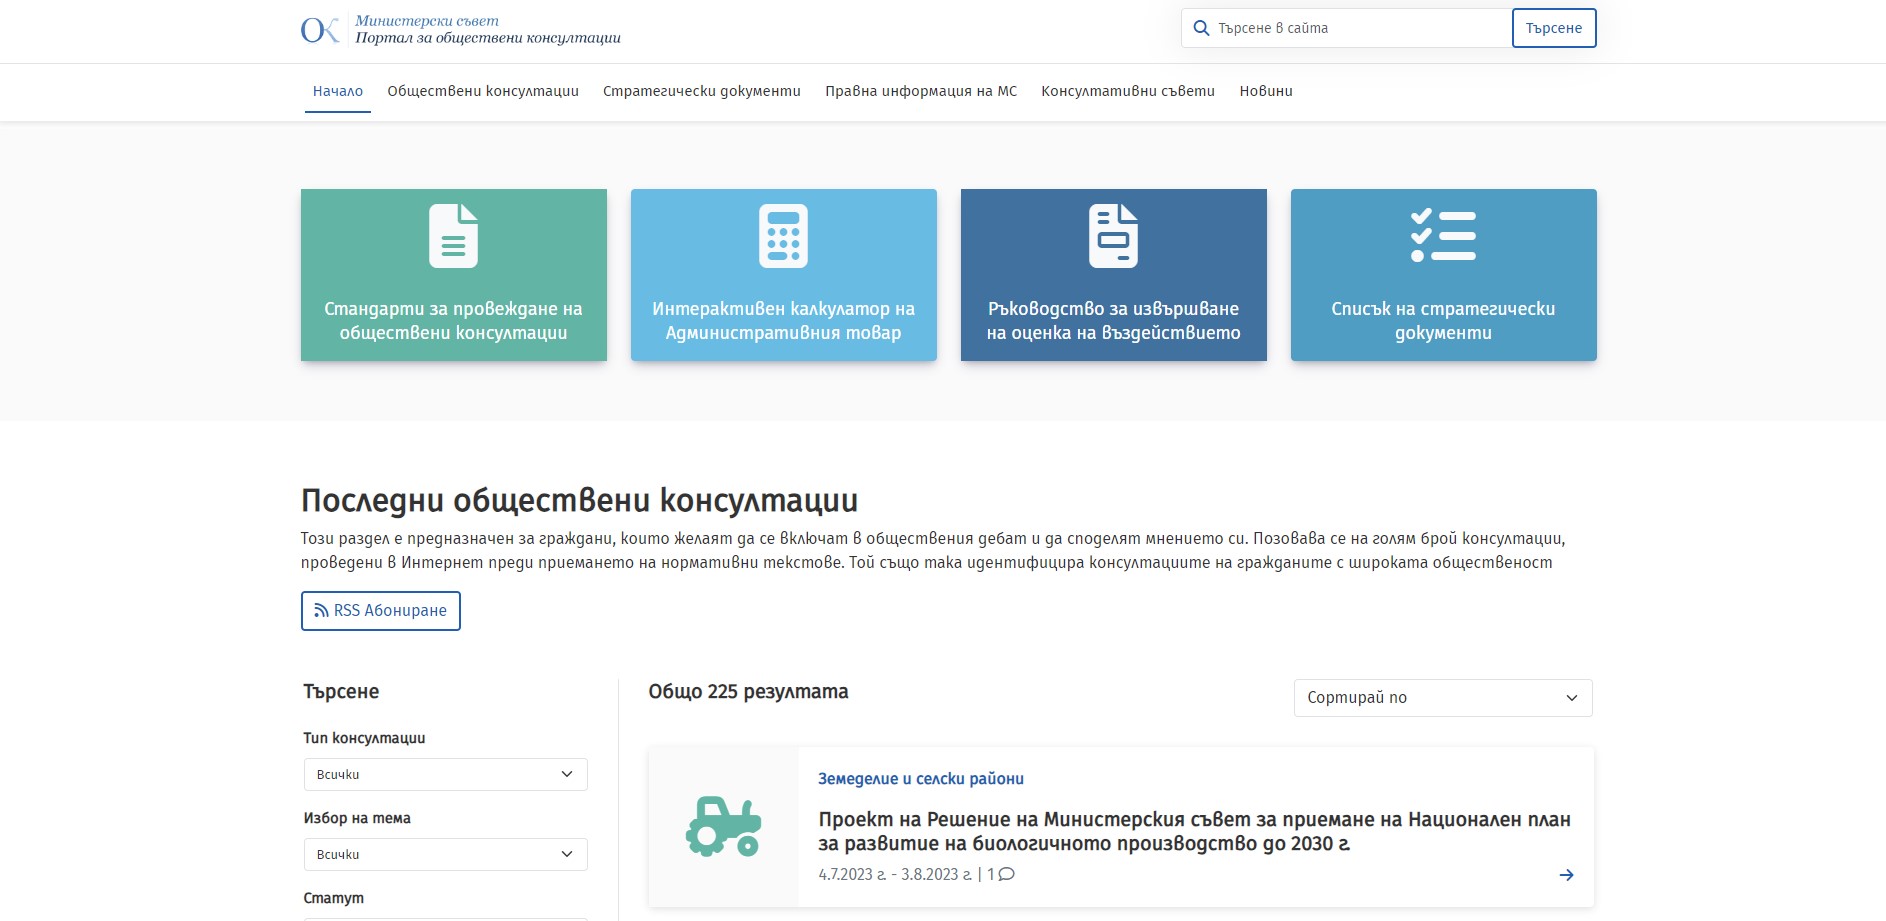 ОК
Министерски съвет
Портал за обществени консултации
Търсене в сайта
Търсене
Начало
Обществени консултации
Стратегически документи
Правна информация на МС
Консултативни съвети
Новини
Стандарти за провеждане на
обществени консултации
Интерактивен калкулатор на
Административния товар
Ръководство за извършване
на оценка на въздействието
Списък на стратегически
документи
Последни обществени консултации
Този раздел е предназначен за граждани, които желаят да се включат в обществения дебат и да споделят мнението си. Позовава се на голям брой консултации,
проведени в Интернет преди приемането на нормативни текстове. Той също така идентифицира консултациите на гражданите с широката общественост
RSS Абониране
Търсене
Тип консултации
Всички
Избор на тема
Всички
Статут
Общо 225 резултата
Сортирай по
Земеделие и селски райони
Проект на Решение на Министерския съвет за приемане на Национален план
за развитие на биологичното производство до 2030 г.
4.7.2023 г. - 3.8.2023 г. | 1